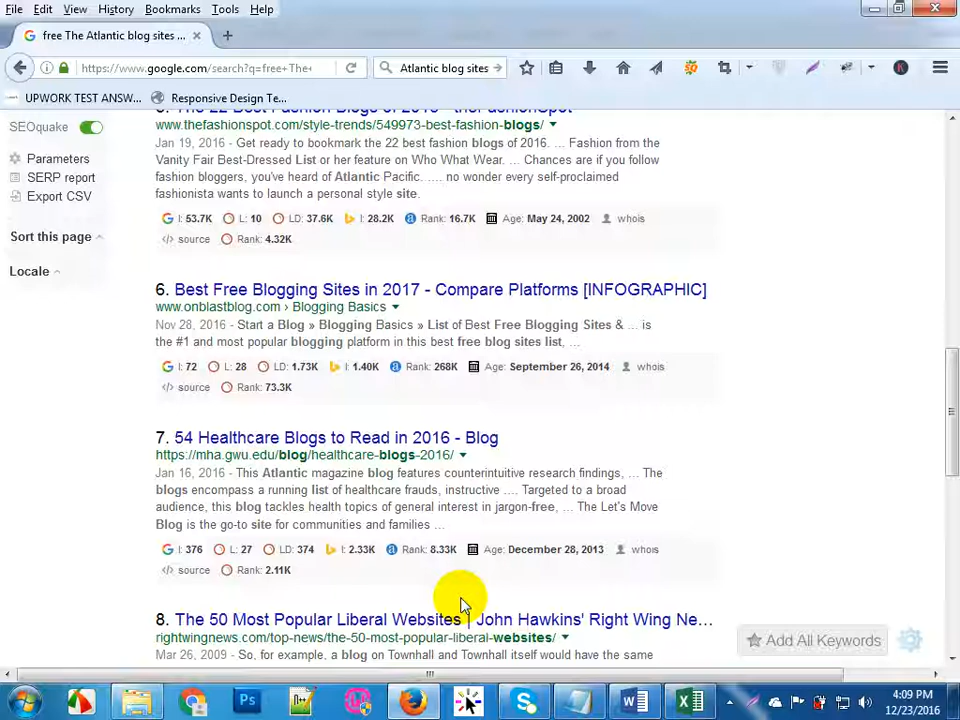 File Edit View History Bookmarks Tools Help
free The Atlantic blog sites ...
https://www.google.com/search?q=free+The+
Atlantic blog sites
UPWORK TEST ANSW...
Responsive Design Te...
SEOquake
Parameters
SERP report
Export CSV
Sort this page
Locale
www.thefashionspot.com/style-trends/549973-best-fashion-blogs/
Jan 19, 2016 - Get ready to bookmark the 22 best fashion blogs of 2016. ... Fashion from the
Vanity Fair Best-Dressed List or her feature on Who What Wear. ... Chances are if you follow
fashion bloggers, you've heard of Atlantic Pacific. .... no wonder every self-proclaimed
fashionista wants to launch a personal style site.
I: 53.7K L: 10 LD: 37.6K I: 28.2K Rank: 16.7K Age: May 24, 2002 whois
source Rank: 4.32K
6. Best Free Blogging Sites in 2017 - Compare Platforms [INFOGRAPHIC]
www.onblastblog.com › Blogging Basics
Nov 28, 2016 - Start a Blog » Blogging Basics » List of Best Free Blogging Sites & ... is
the #1 and most popular blogging platform in this best free blog sites list, ...
I: 72 L: 28 LD: 1.73K I: 1.40K Rank: 268K Age: September 26, 2014 whois
source Rank: 73.3K
7. 54 Healthcare Blogs to Read in 2016 - Blog
https://mha.gwu.edu/blog/healthcare-blogs-2016/
Jan 16, 2016 - This Atlantic magazine blog features counterintuitive research findings, ... The
blogs encompass a running list of healthcare frauds, instructive .... Targeted to a broad
audience, this blog tackles health topics of general interest in jargon-free, ... The Let's Move
Blog is the go-to site for communities and families ...
I: 376 L: 27 LD: 374 I: 2.33K Rank: 8.33K Age: December 28, 2013 whois
source Rank: 2.11K
8. The 50 Most Popular Liberal Websites | John Hawkins' Right Wing Ne...
rightwingnews.com/top-news/the-50-most-popular-liberal-websites/
Mar 26, 2009 - So, for example, a blog on Townhall and Townhall itself would have the same
Add All Keywords
4:09 PM
12/23/2016